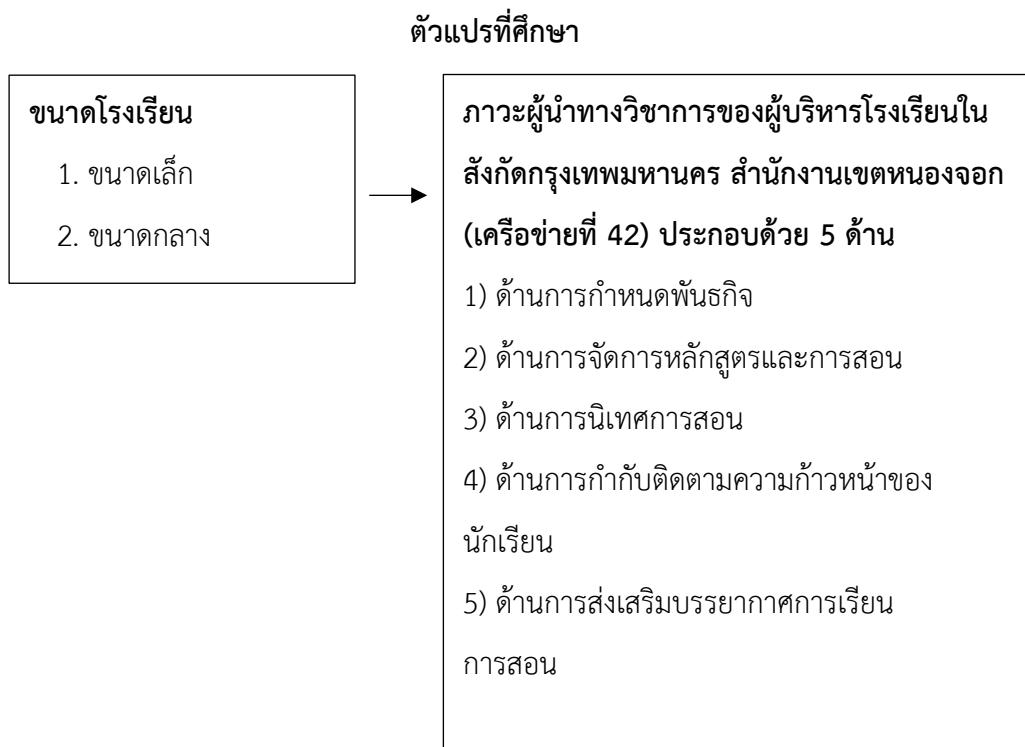 ตัวแปรที่ศึกษา
ขนาดโรงเรียน
1. ขนาดเล็ก
2. ขนาดกลาง
ภาวะผู้นำทางวิชาการของผู้บริหารโรงเรียนใน
สังกัดกรุงเทพมหานคร สำนักงานเขตหนองจอก
(เครือข่ายที่ 42) ประกอบด้วย 5 ด้าน
1) ด้านการกำหนดพันธกิจ
2) ด้านการจัดการหลักสูตรและการสอน
3) ด้านการนิเทศการสอน
4) ด้านการกำกับติดตามความก้าวหน้าของ
นักเรียน
5) ด้านการส่งเสริมบรรยากาศการเรียน
การสอน